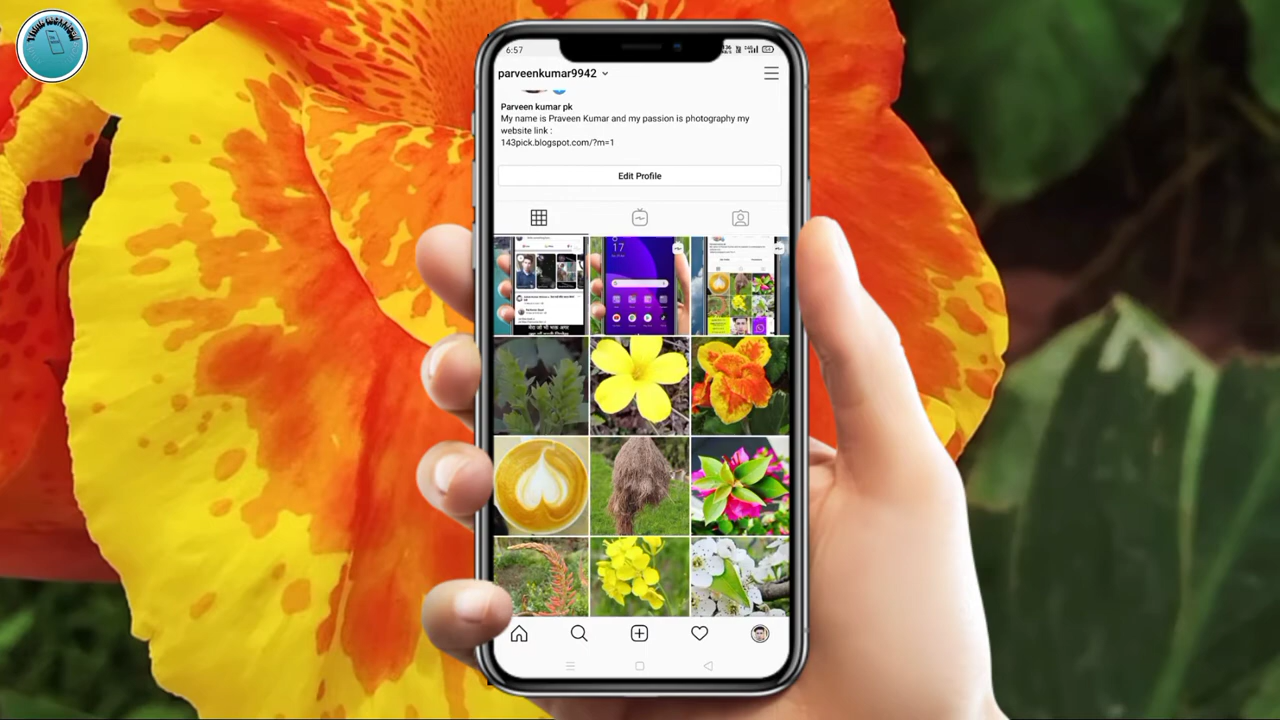 6:57
parveenkumar9942
Parveen kumar pk
My name is Praveen Kumar and my passion is photography my
website link :
143pick.blogspot.com/?m=1
Edit Profile
17